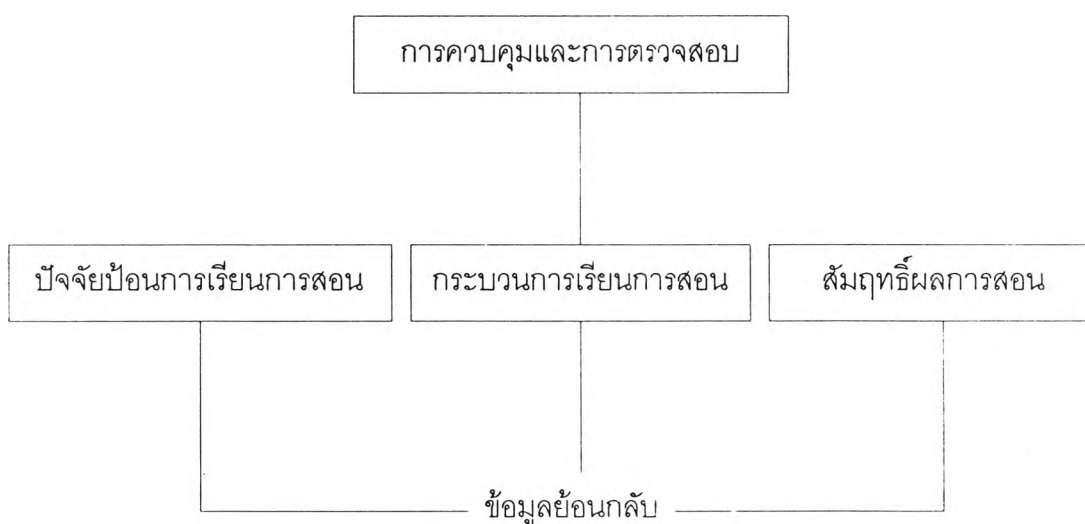 การควบคุมและการตรวจสอบ
ปัจจัยป้อนการเรียนการสอน
กระบวนการเรียนการสอน
สัมฤทธิ์ผลการสอน
ข้อมูลย้อนกลับ